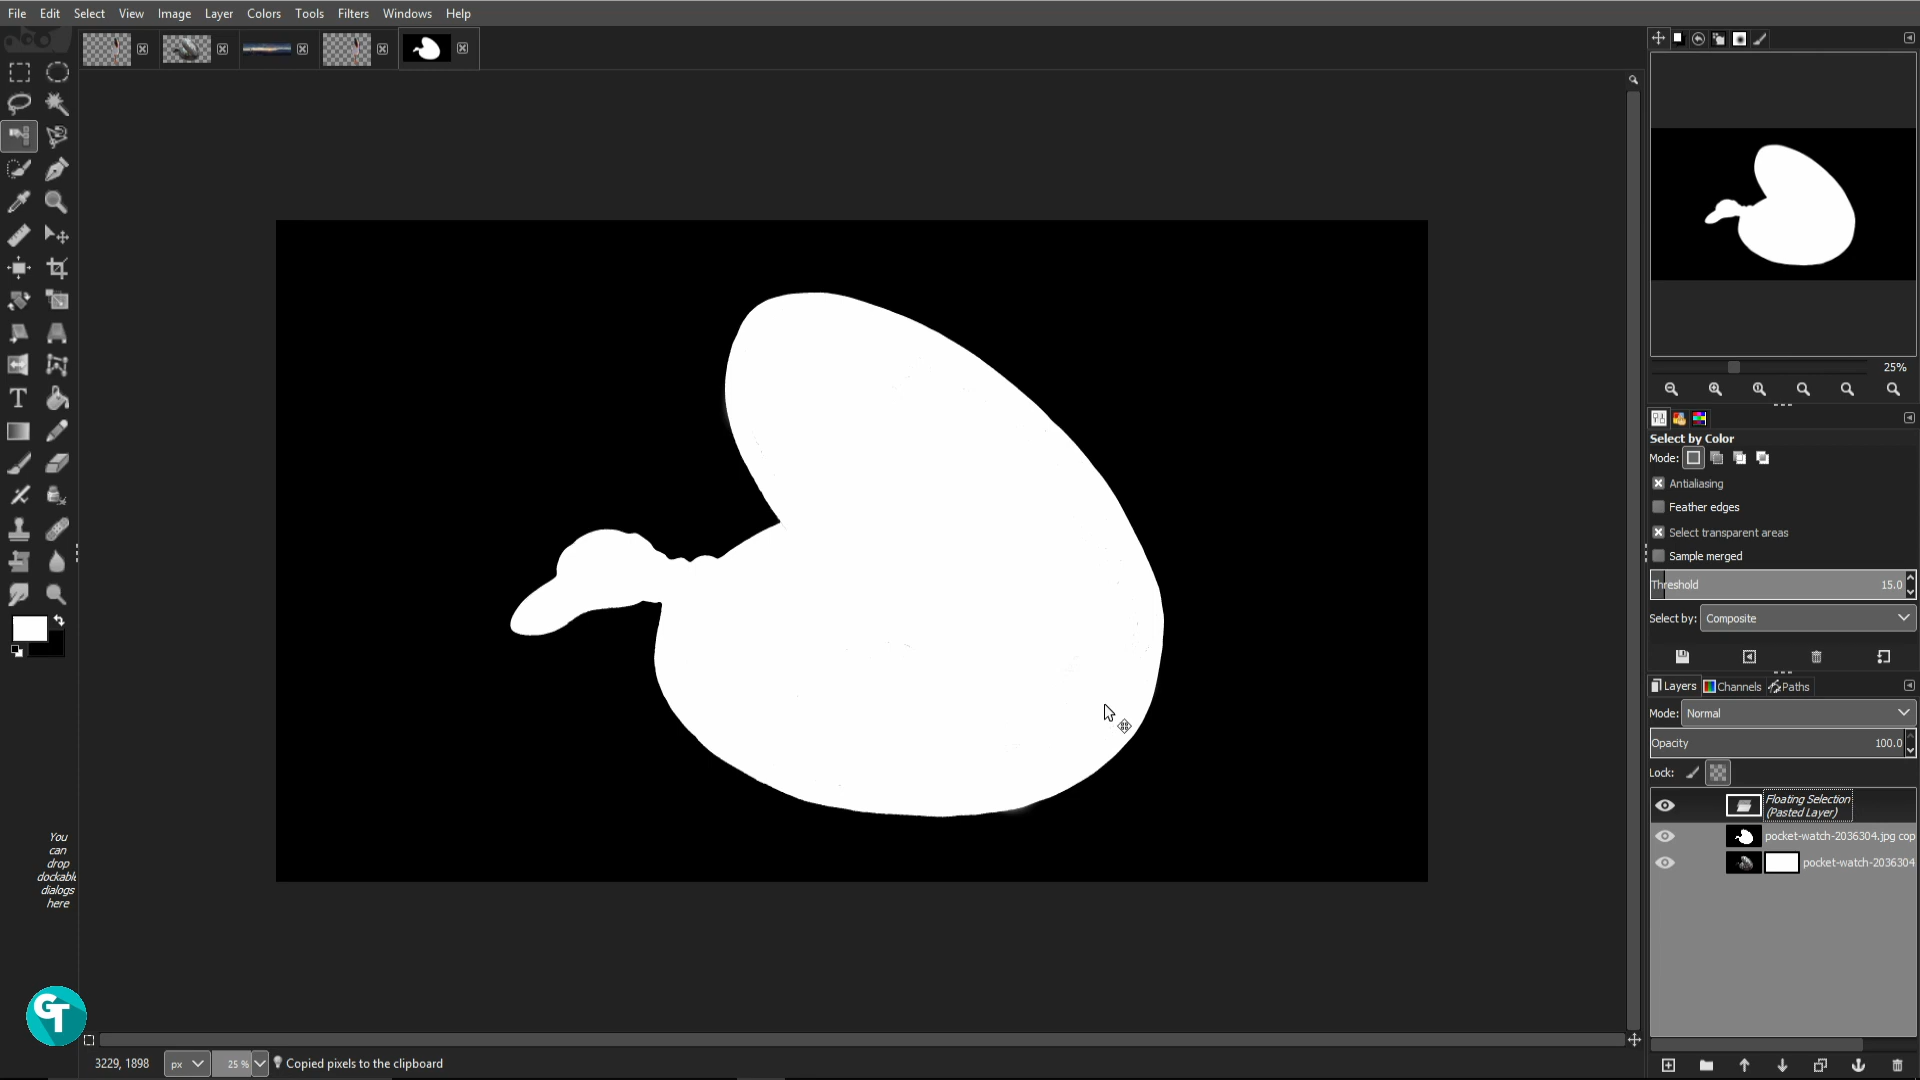 File Edit Select View Image Layer Colors Tools Filters Windows Help
25%
Select by Color
Mode:
Antialiasing
Feather edges
Select transparent areas
Sample merged
Threshold 15.0
Select by: Composite
Layers Channels Paths
Mode: Normal
Opacity 100.0
Lock:
Floating Selection
(Pasted Layer)
pocket-watch-2036304.jpg cop
pocket-watch-2036304
You
can
drop
dockable
dialogs
here
GT
3229, 1898 px 25 % Copied pixels to the clipboard